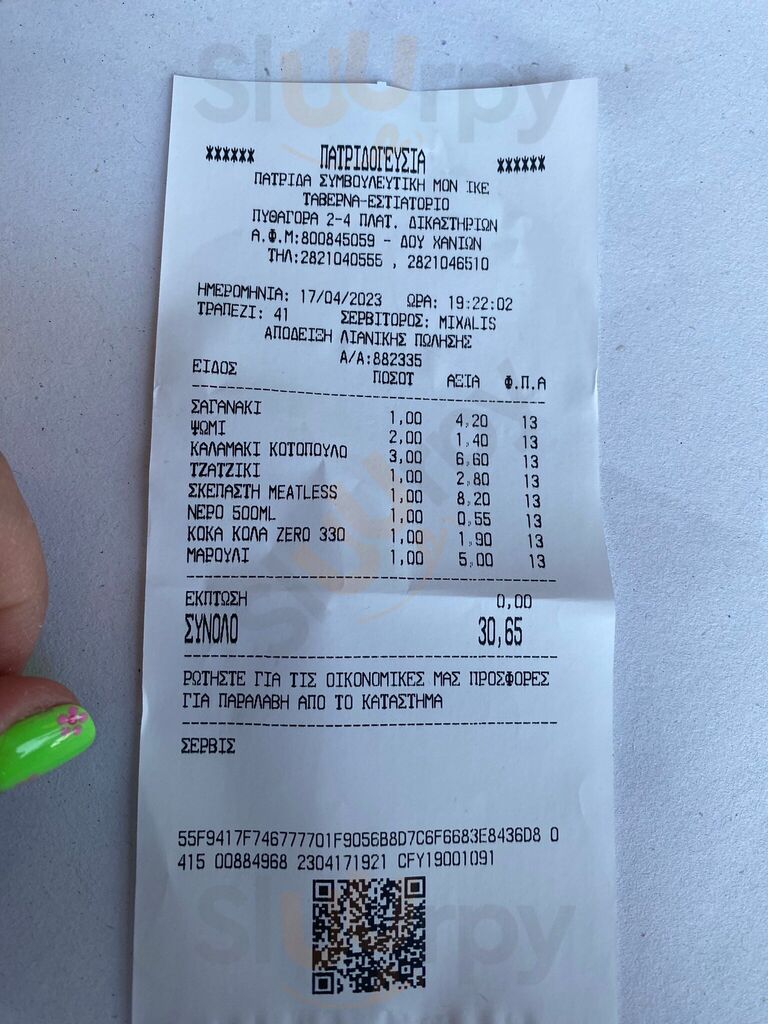 ****** ΠΑΤΡΙΔΟΓΕΥΣΙΑ ******
ΠΑΤΡΙΔΑ ΣΥΜΒΟΥΛΕΥΤΙΚΗ ΜΟΝ ΙΚΕ
ΤΑΒΕΡΝΑ-ΕΣΤΙΑΤΟΡΙΟ
ΠΥΘΑΓΟΡΑ 2-4 ΠΛΑΤ. ΔΙΚΑΣΤΗΡΙΩΝ
Α.Φ.Μ:800845059 - ΔΟΥ ΧΑΝΙΩΝ
ΤΗΛ:2821040555 , 2821046510
ΗΜΕΡΟΜΗΝΙΑ: 17/04/2023 ΩΡΑ: 19:22:02
ΤΡΑΠΕΖΙ: 41 ΣΕΡΒΙΤΟΡΟΣ: MIXALIS
ΑΠΟΔΕΙΞΗ ΛΙΑΝΙΚΗΣ ΠΩΛΗΣΗΣ
Α/Α:882335
ΕΙΔΟΣ ΠΟΣΟΤ ΑΞΙΑ Φ.Π.Α
ΣΑΓΑΝΑΚΙ 1,00 4,20 13
ΨΩΜΙ 2,00 1,40 13
ΚΑΛΑΜΑΚΙ ΚΟΤΟΠΟΥΛΟ 3,00 6,60 13
ΤΖΑΤΖΙΚΙ 1,00 2,80 13
ΣΚΕΠΑΣΤΗ MEATLESS 1,00 8,20 13
ΝΕΡΟ 500ML 1,00 0,55 13
ΚΟΚΑ ΚΟΛΑ ZERO 330 1,00 1,90 13
ΜΑΡΟΥΛΙ 1,00 5,00 13
ΕΚΠΤΩΣΗ 0,00
ΣΥΝΟΛΟ 30,65
ΡΩΤΗΣΤΕ ΓΙΑ ΤΙΣ ΟΙΚΟΝΟΜΙΚΕΣ ΜΑΣ ΠΡΟΣΦΟΡΕΣ
ΓΙΑ ΠΑΡΑΛΑΒΗ ΑΠΟ ΤΟ ΚΑΤΑΣΤΗΜΑ
ΣΕΡΒΙΣ
55F9417F746777701F9056B8D7C6F6683E8436D8 0
415 00884968 2304171921 CFY19001091
Sluurpy
Sluurpy
Sluurpy